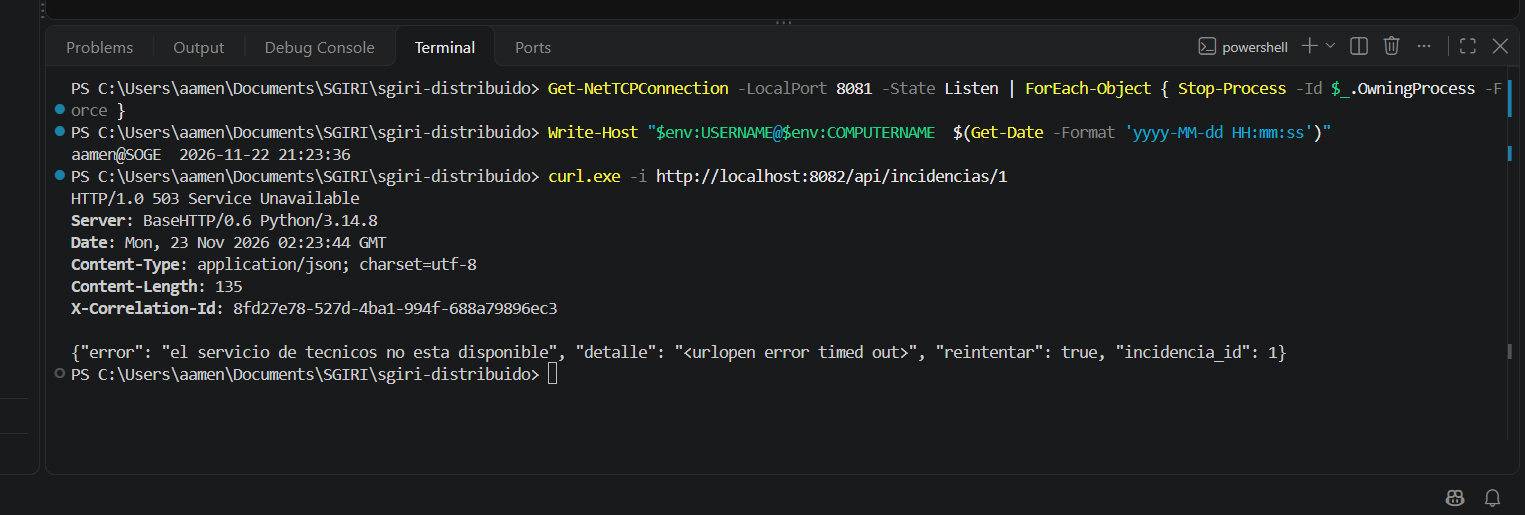 Problems Output Debug Console Terminal Ports powershell
PS C:\Users\aamen\Documents\SGIRI\sgiri-distribuido> Get-NetTCPConnection -LocalPort 8081 -State Listen | ForEach-Object { Stop-Process -Id $_.OwningProcess -F
orce }
PS C:\Users\aamen\Documents\SGIRI\sgiri-distribuido> Write-Host "$env:USERNAME@$env:COMPUTERNAME  $(Get-Date -Format 'yyyy-MM-dd HH:mm:ss')"
aamen@SOGE  2026-11-22 21:23:36
PS C:\Users\aamen\Documents\SGIRI\sgiri-distribuido> curl.exe -i http://localhost:8082/api/incidencias/1
HTTP/1.0 503 Service Unavailable
Server: BaseHTTP/0.6 Python/3.14.8
Date: Mon, 23 Nov 2026 02:23:44 GMT
Content-Type: application/json; charset=utf-8
Content-Length: 135
X-Correlation-Id: 8fd27e78-527d-4ba1-994f-688a79896ec3
{"error": "el servicio de tecnicos no esta disponible", "detalle": "<urlopen error timed out>", "reintentar": true, "incidencia_id": 1}
PS C:\Users\aamen\Documents\SGIRI\sgiri-distribuido>